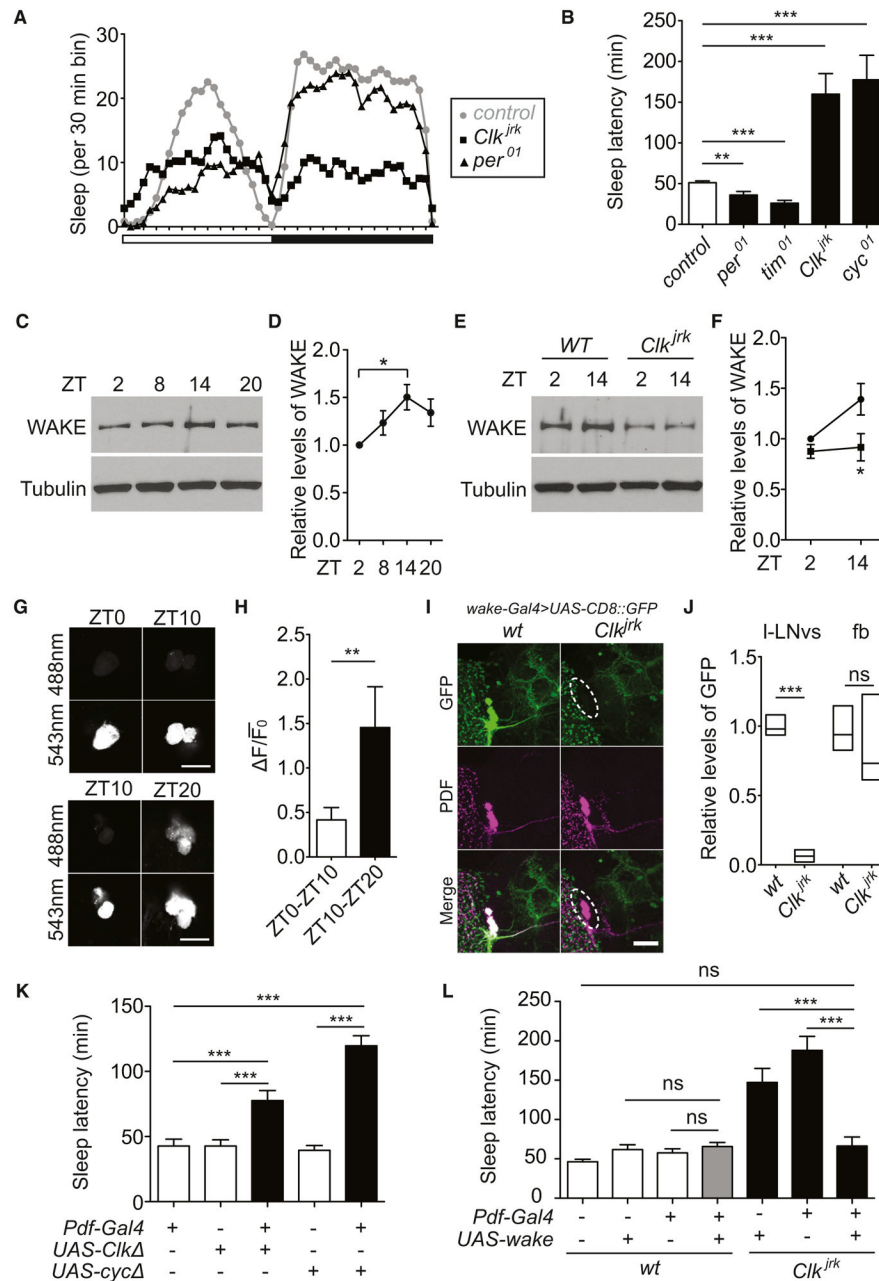 A
Sleep (per 30 min bin)
30
20
10
0
control
Clk jrk
per 01
B
Sleep latency (min)
250
200
150
100
50
0
***
***
***
**
control
per 01
tim 01
Clk jrk
cyc 01
C
ZT 2 8 14 20
WAKE
Tubulin
D
Relative levels of WAKE
2.0
1.5
1.0
0.5
0.0
*
ZT 2 8 14 20
E
WT Clk jrk
ZT 2 14 2 14
WAKE
Tubulin
F
Relative levels of WAKE
2.0
1.5
1.0
0.5
0.0
*
ZT 2 14
G
ZT0 ZT10
488nm
543nm
ZT10 ZT20
488nm
543nm
H
ΔF/F̅0
2.5
2.0
1.5
1.0
0.5
0.0
**
ZT0-ZT10
ZT10-ZT20
I
wake-Gal4>UAS-CD8::GFP
wt Clk jrk
GFP
PDF
Merge
J
l-LNvs fb
Relative levels of GFP
1.5
1.0
0.5
0.0
***
ns
wt
Clk jrk
wt
Clk jrk
K
Sleep latency (min)
150
100
50
0
***
***
***
***
Pdf-Gal4 + - + - +
UAS-ClkΔ - + + - -
UAS-cycΔ - - - + +
L
Sleep latency (min)
250
200
150
100
50
0
ns
***
***
ns
ns
Pdf-Gal4 - - + + - + +
UAS-wake - + - + + - +
wt Clk jrk